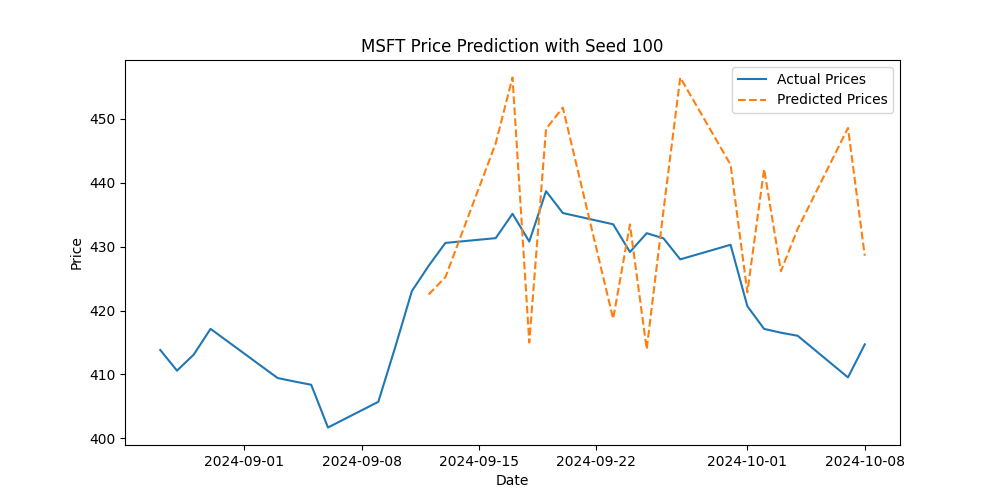 MSFT Price Prediction with Seed 100
Actual Prices
Predicted Prices
Price
450
440
430
420
410
400
2024-09-01 2024-09-08 2024-09-15 2024-09-22 2024-10-01 2024-10-08
Date